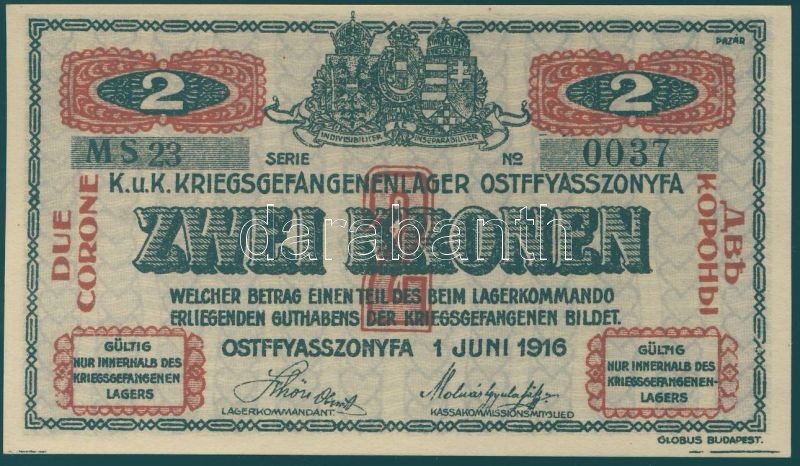 PAZÁR
2
2
INDIVISIBILITER INSEPARABILITER
MS 23
SERIE
No
0037
K.u.K. KRIEGSGEFANGENENLAGER OSTFFYASSZONYFA
DUE
CORONE
ДВѢ
КОРОНЫ
ZWEI KRONEN
darabanth
WELCHER BETRAG EINEN TEIL DES BEIM LAGERKOMMANDO
ERLIEGENDEN GUTHABENS DER KRIEGSGEFANGENEN BILDET.
OSTFFYASSZONYFA 1 JUNI 1916
GÜLTIG
NUR INNERHALB DES
KRIEGSGEFANGENEN
LAGERS
GÜLTIG
NUR INNERHALB DES
KRIEGSGEFANGENEN-
LAGERS
LAGERKOMMANDANT.
KASSAKOMMISSIONSMITGLIED
GLOBUS BUDAPEST.